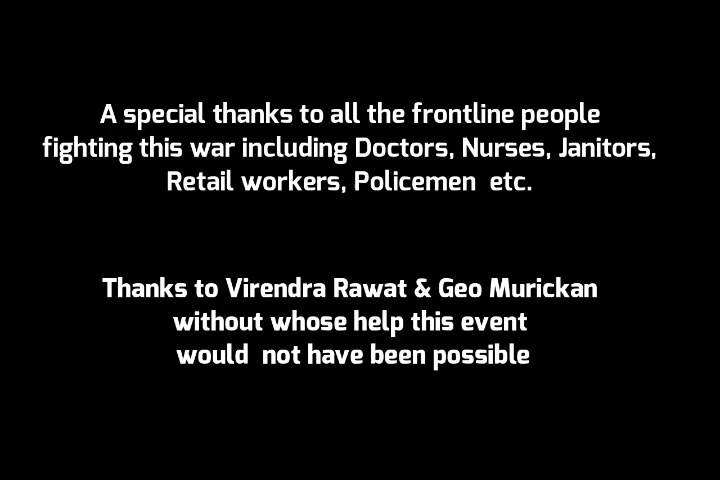 A special thanks to all the frontline people
fighting this war including Doctors, Nurses, Janitors,
Retail workers, Policemen  etc.
Thanks to Virendra Rawat & Geo Murickan
without whose help this event
would  not have been possible